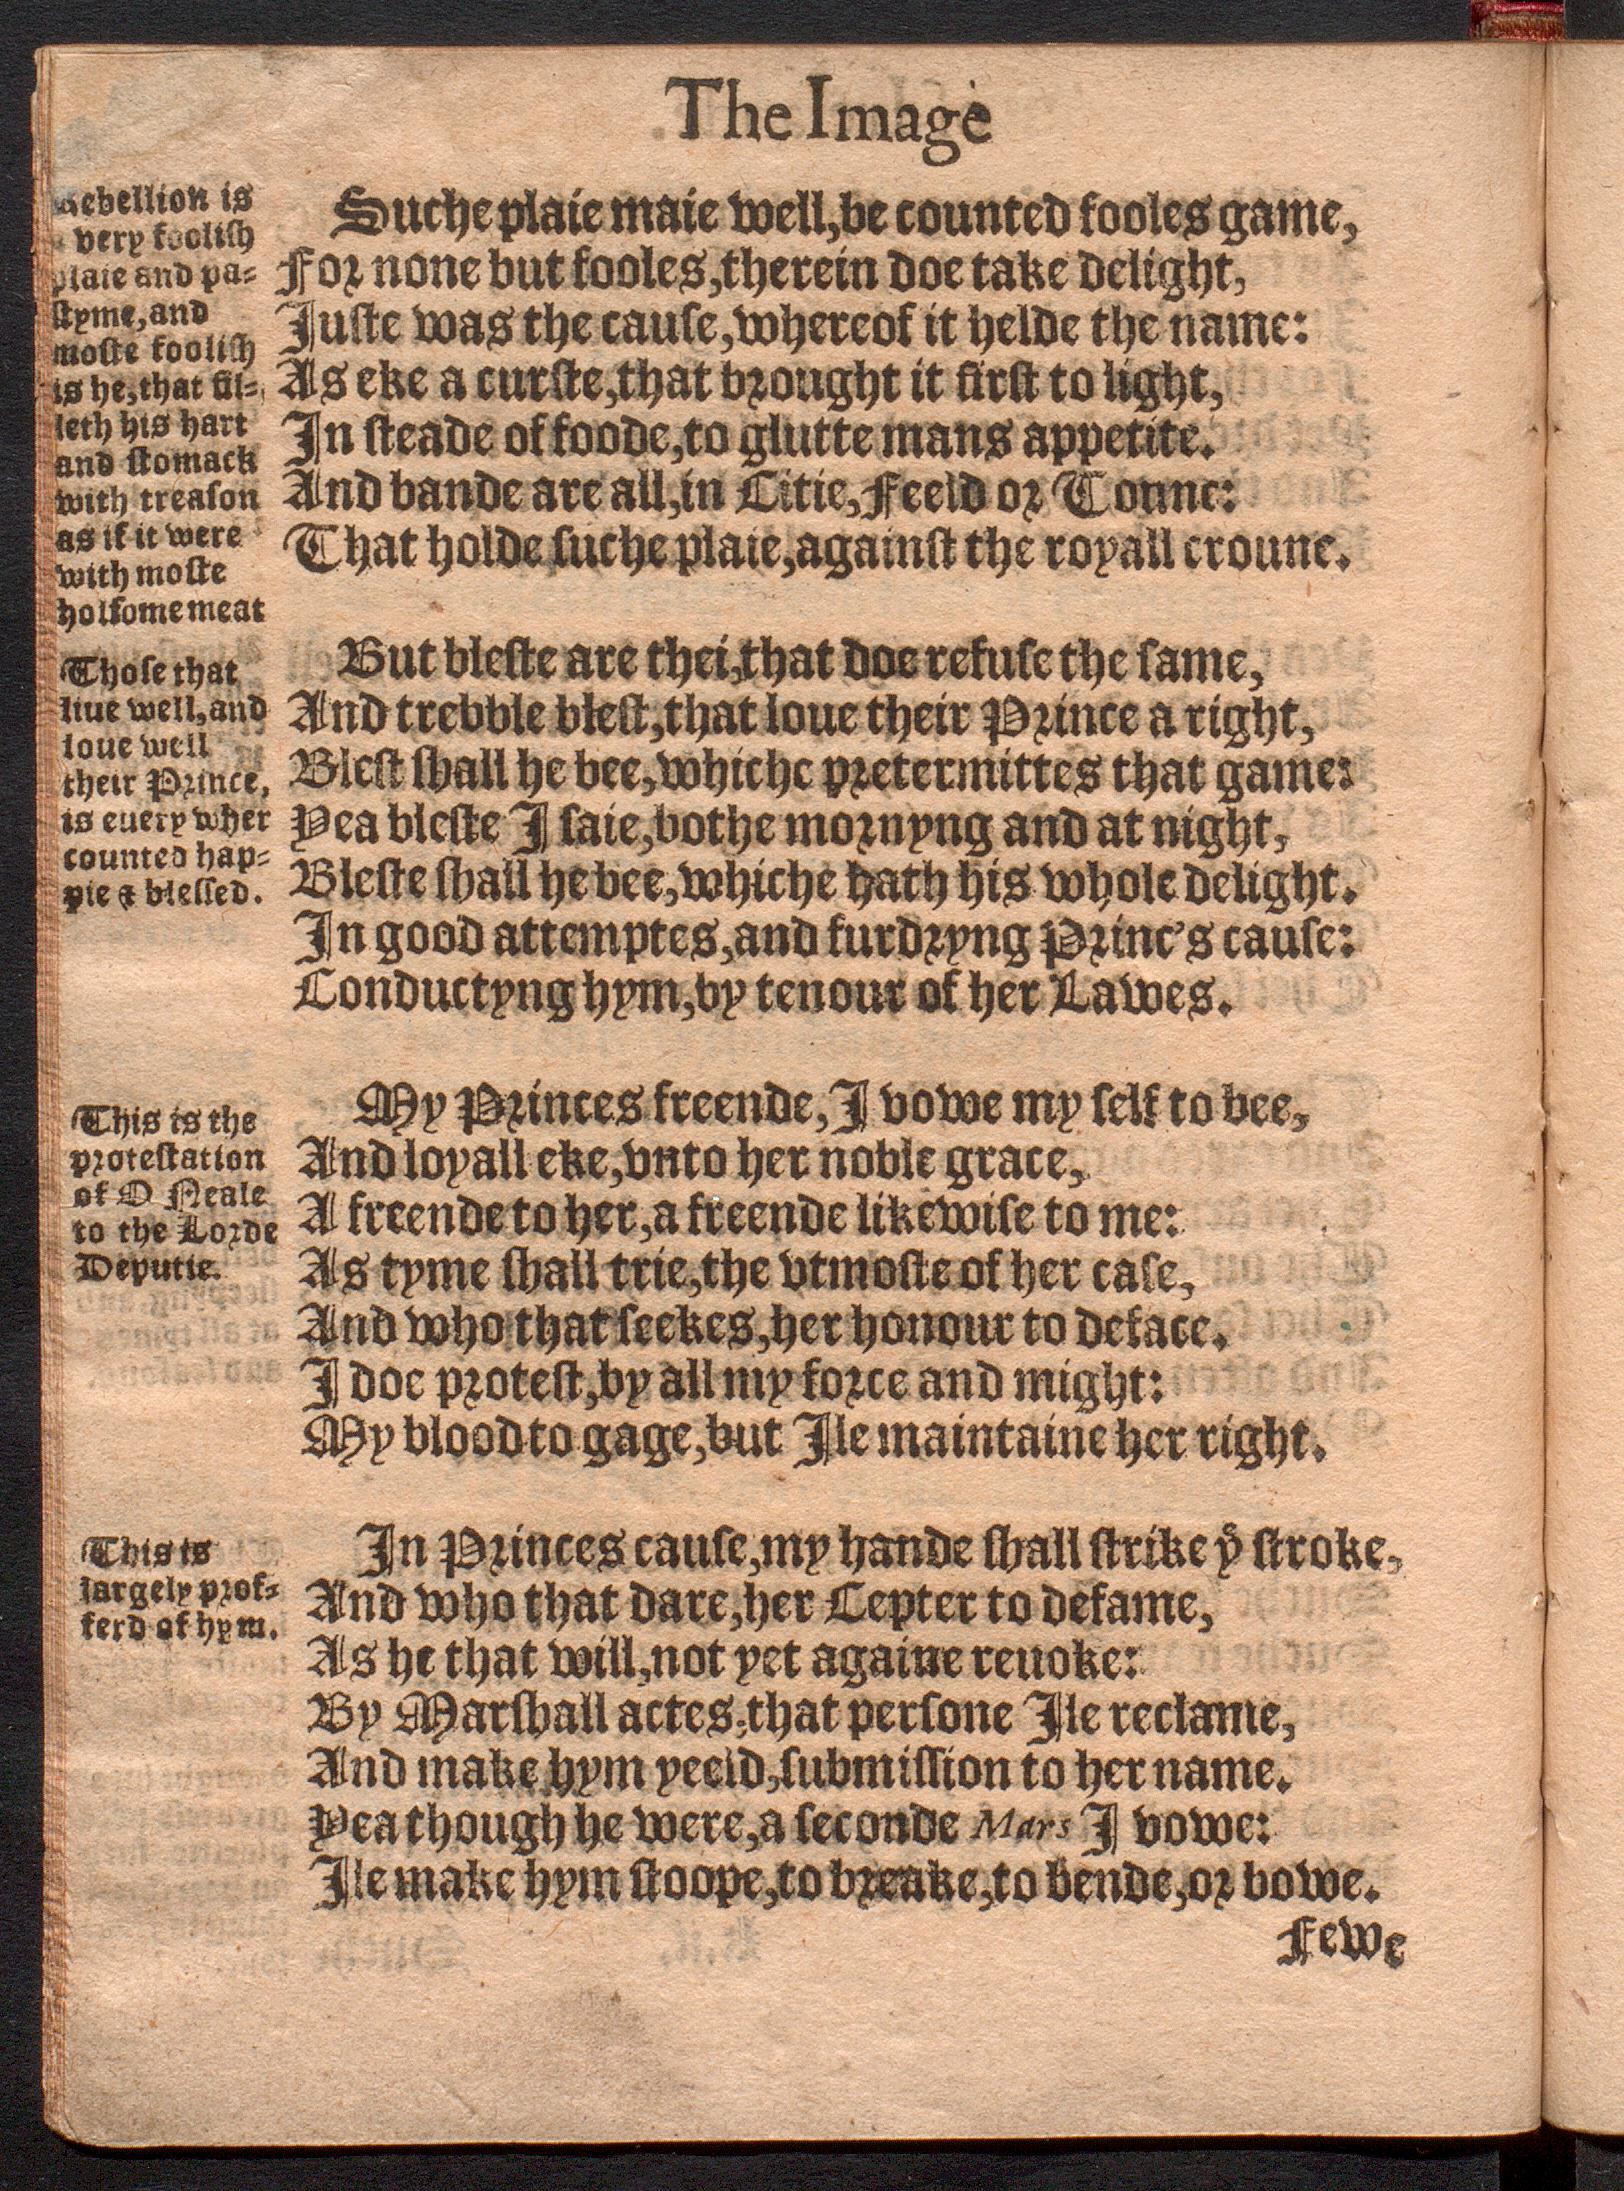 The Image
Rebellion is
a very foolish
plaie and pa-
styme, and
moste foolish
is he, that fil-
leth his hart
and stomack
with treason
as if it were
with moste
holsome meat
Suche plaie maie well, be counted fooles game,
For none but fooles, therein doe take delight,
Iuste was the cause, whereof it helde the name:
As eke a curste, that brought it first to light,
In steade of foode, to glutte mans appetite.
And bande are all, in Citie, Feeld or Toune:
That holde suche plaie, against the royall croune.
Those that
liue well, and
loue well
their Prince,
is euery wher
counted hap-
pie & blessed.
But bleste are thei, that doe refuse the same,
And trebble blest, that loue their Prince a right,
Blest shall he bee, whiche pretermittes that game:
Yea bleste I saie, bothe mornyng and at night,
Bleste shall he bee, whiche hath his whole delight.
In good attemptes, and furdryng Princ's cause:
Conductyng hym, by tenour of her Lawes.
This is the
protestation
of O Neale
to the Lorde
Deputie.
My Princes freende, I vowe my self to bee,
And loyall eke, vnto her noble grace,
A freende to her, a freende likewise to me:
As tyme shall trie, the vtmoste of her case,
And who that seekes, her honour to deface.
I doe protest, by all my force and might:
My blood to gage, but Ile maintaine her right.
This is
largely prof-
ferd of hym.
In Princes cause, my hande shall strike yͤ stroke,
And who that dare, her Cepter to defame,
As he that will, not yet againe reuoke:
By Marshall actes, that persone Ile reclame,
And make hym yeeld, submission to her name.
Yea though he were, a seconde Mars I vowe:
Ile make hym stoope, to breake, to bende, or bowe.
Fewe